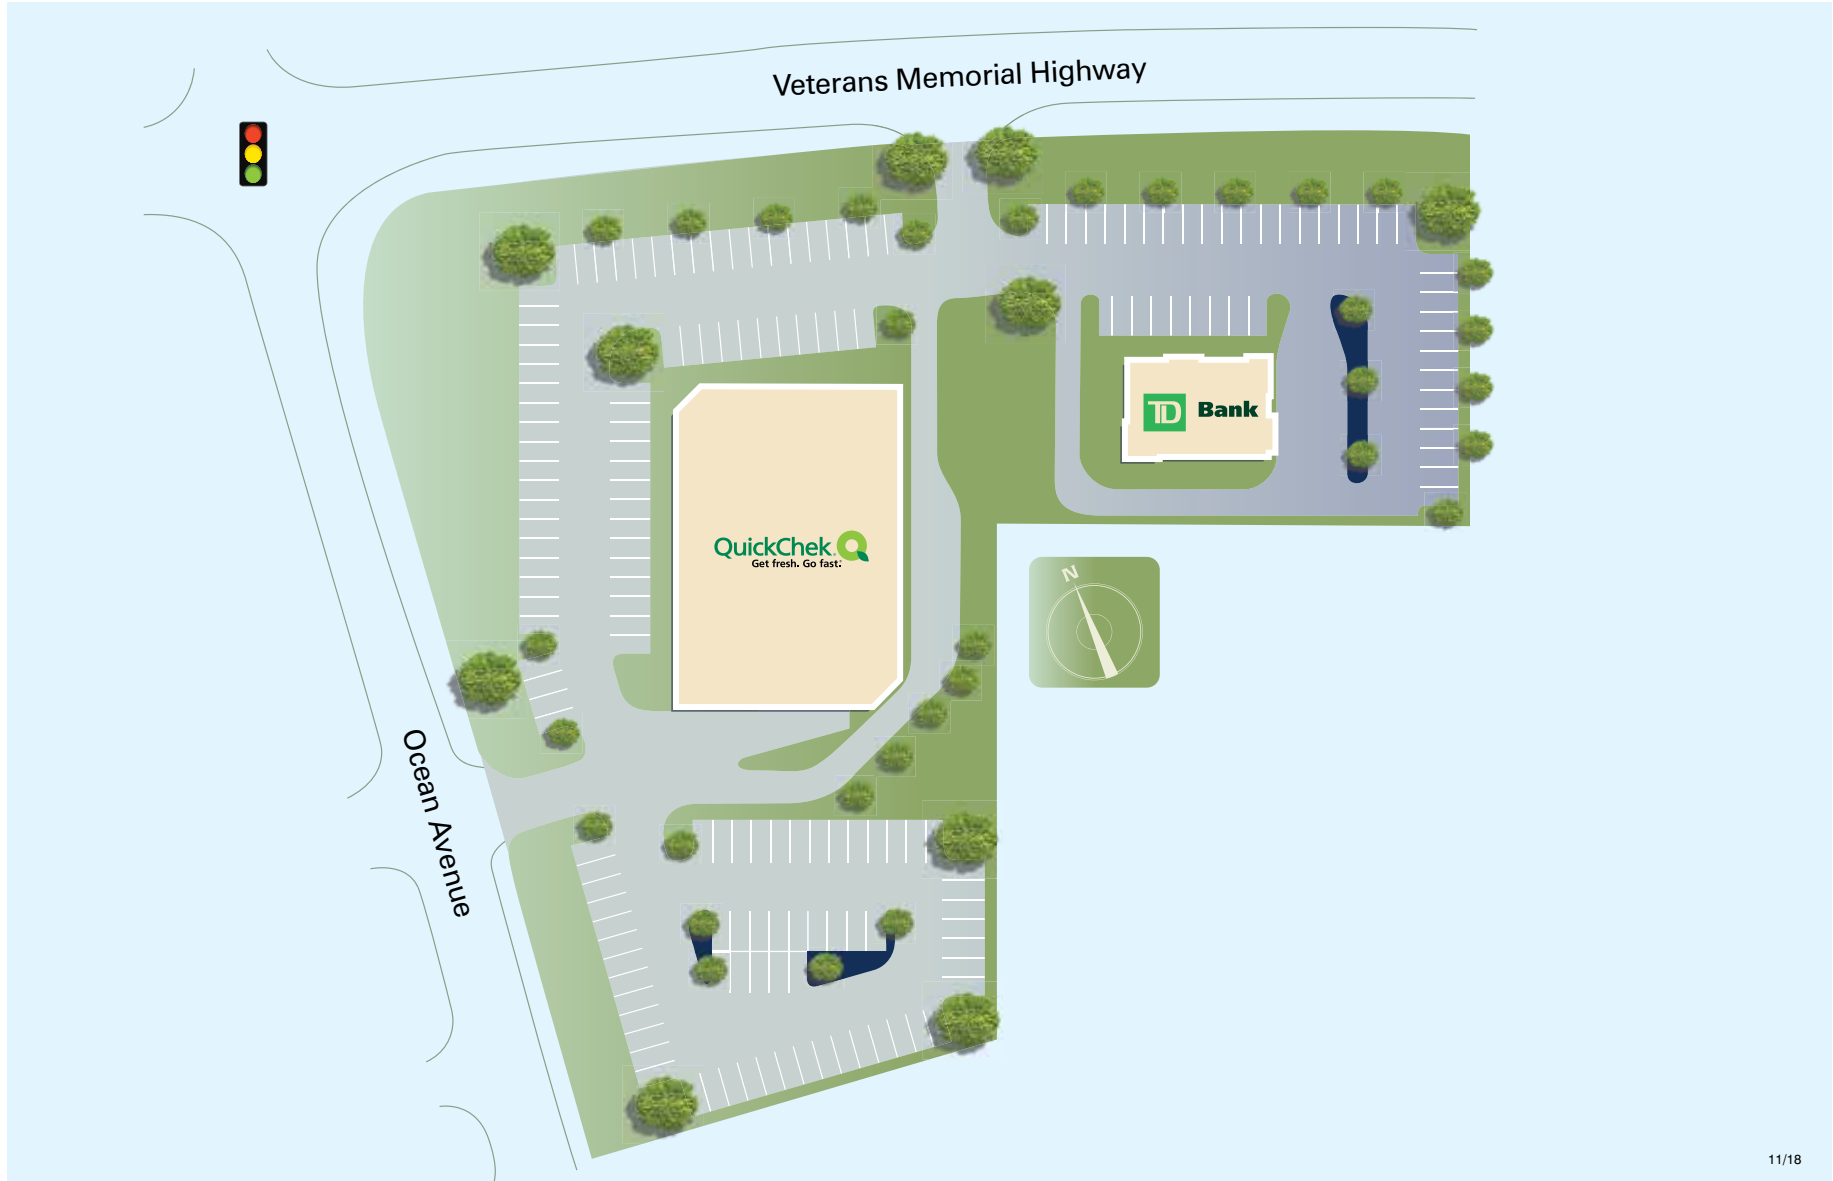 Veterans Memorial Highway
TD Bank
QuickChek
Get fresh. Go fast.
N
Ocean Avenue
11/18